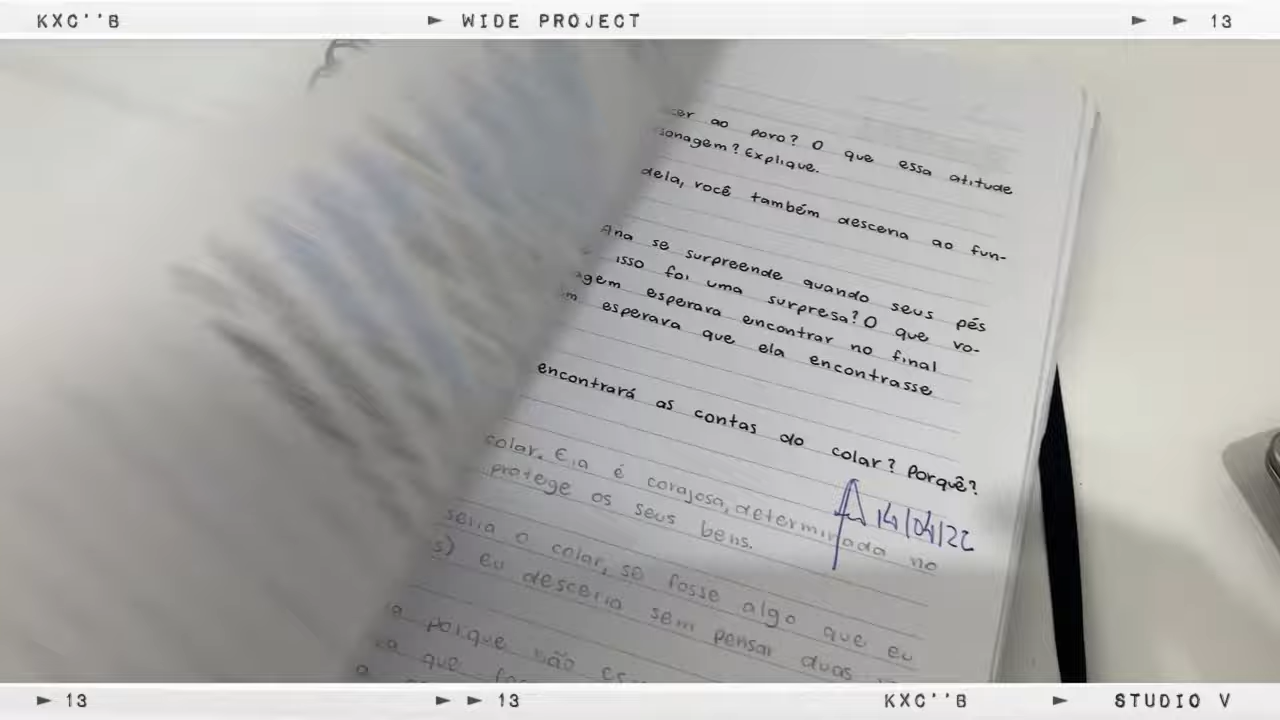 KXC''B ► WIDE PROJECT ► ► 13
ao povo? O que essa atitude
sonagem? Explique.
dela, você também desceria ao fun-
Ana se surpreende quando seus pés
isso foi uma surpresa? O que vo-
agem esperava encontrar no final
esperava que ela encontrasse
encontrará as contas do colar? Porquê?
colar. Ela é corajosa, determinada no
protege os seus bens.
14/04/22
seria o colar, se fosse algo que eu
s) eu desceria sem pensar duas
a porque não
a que
► 13 ► ► 13 KXC''B ► STUDIO V